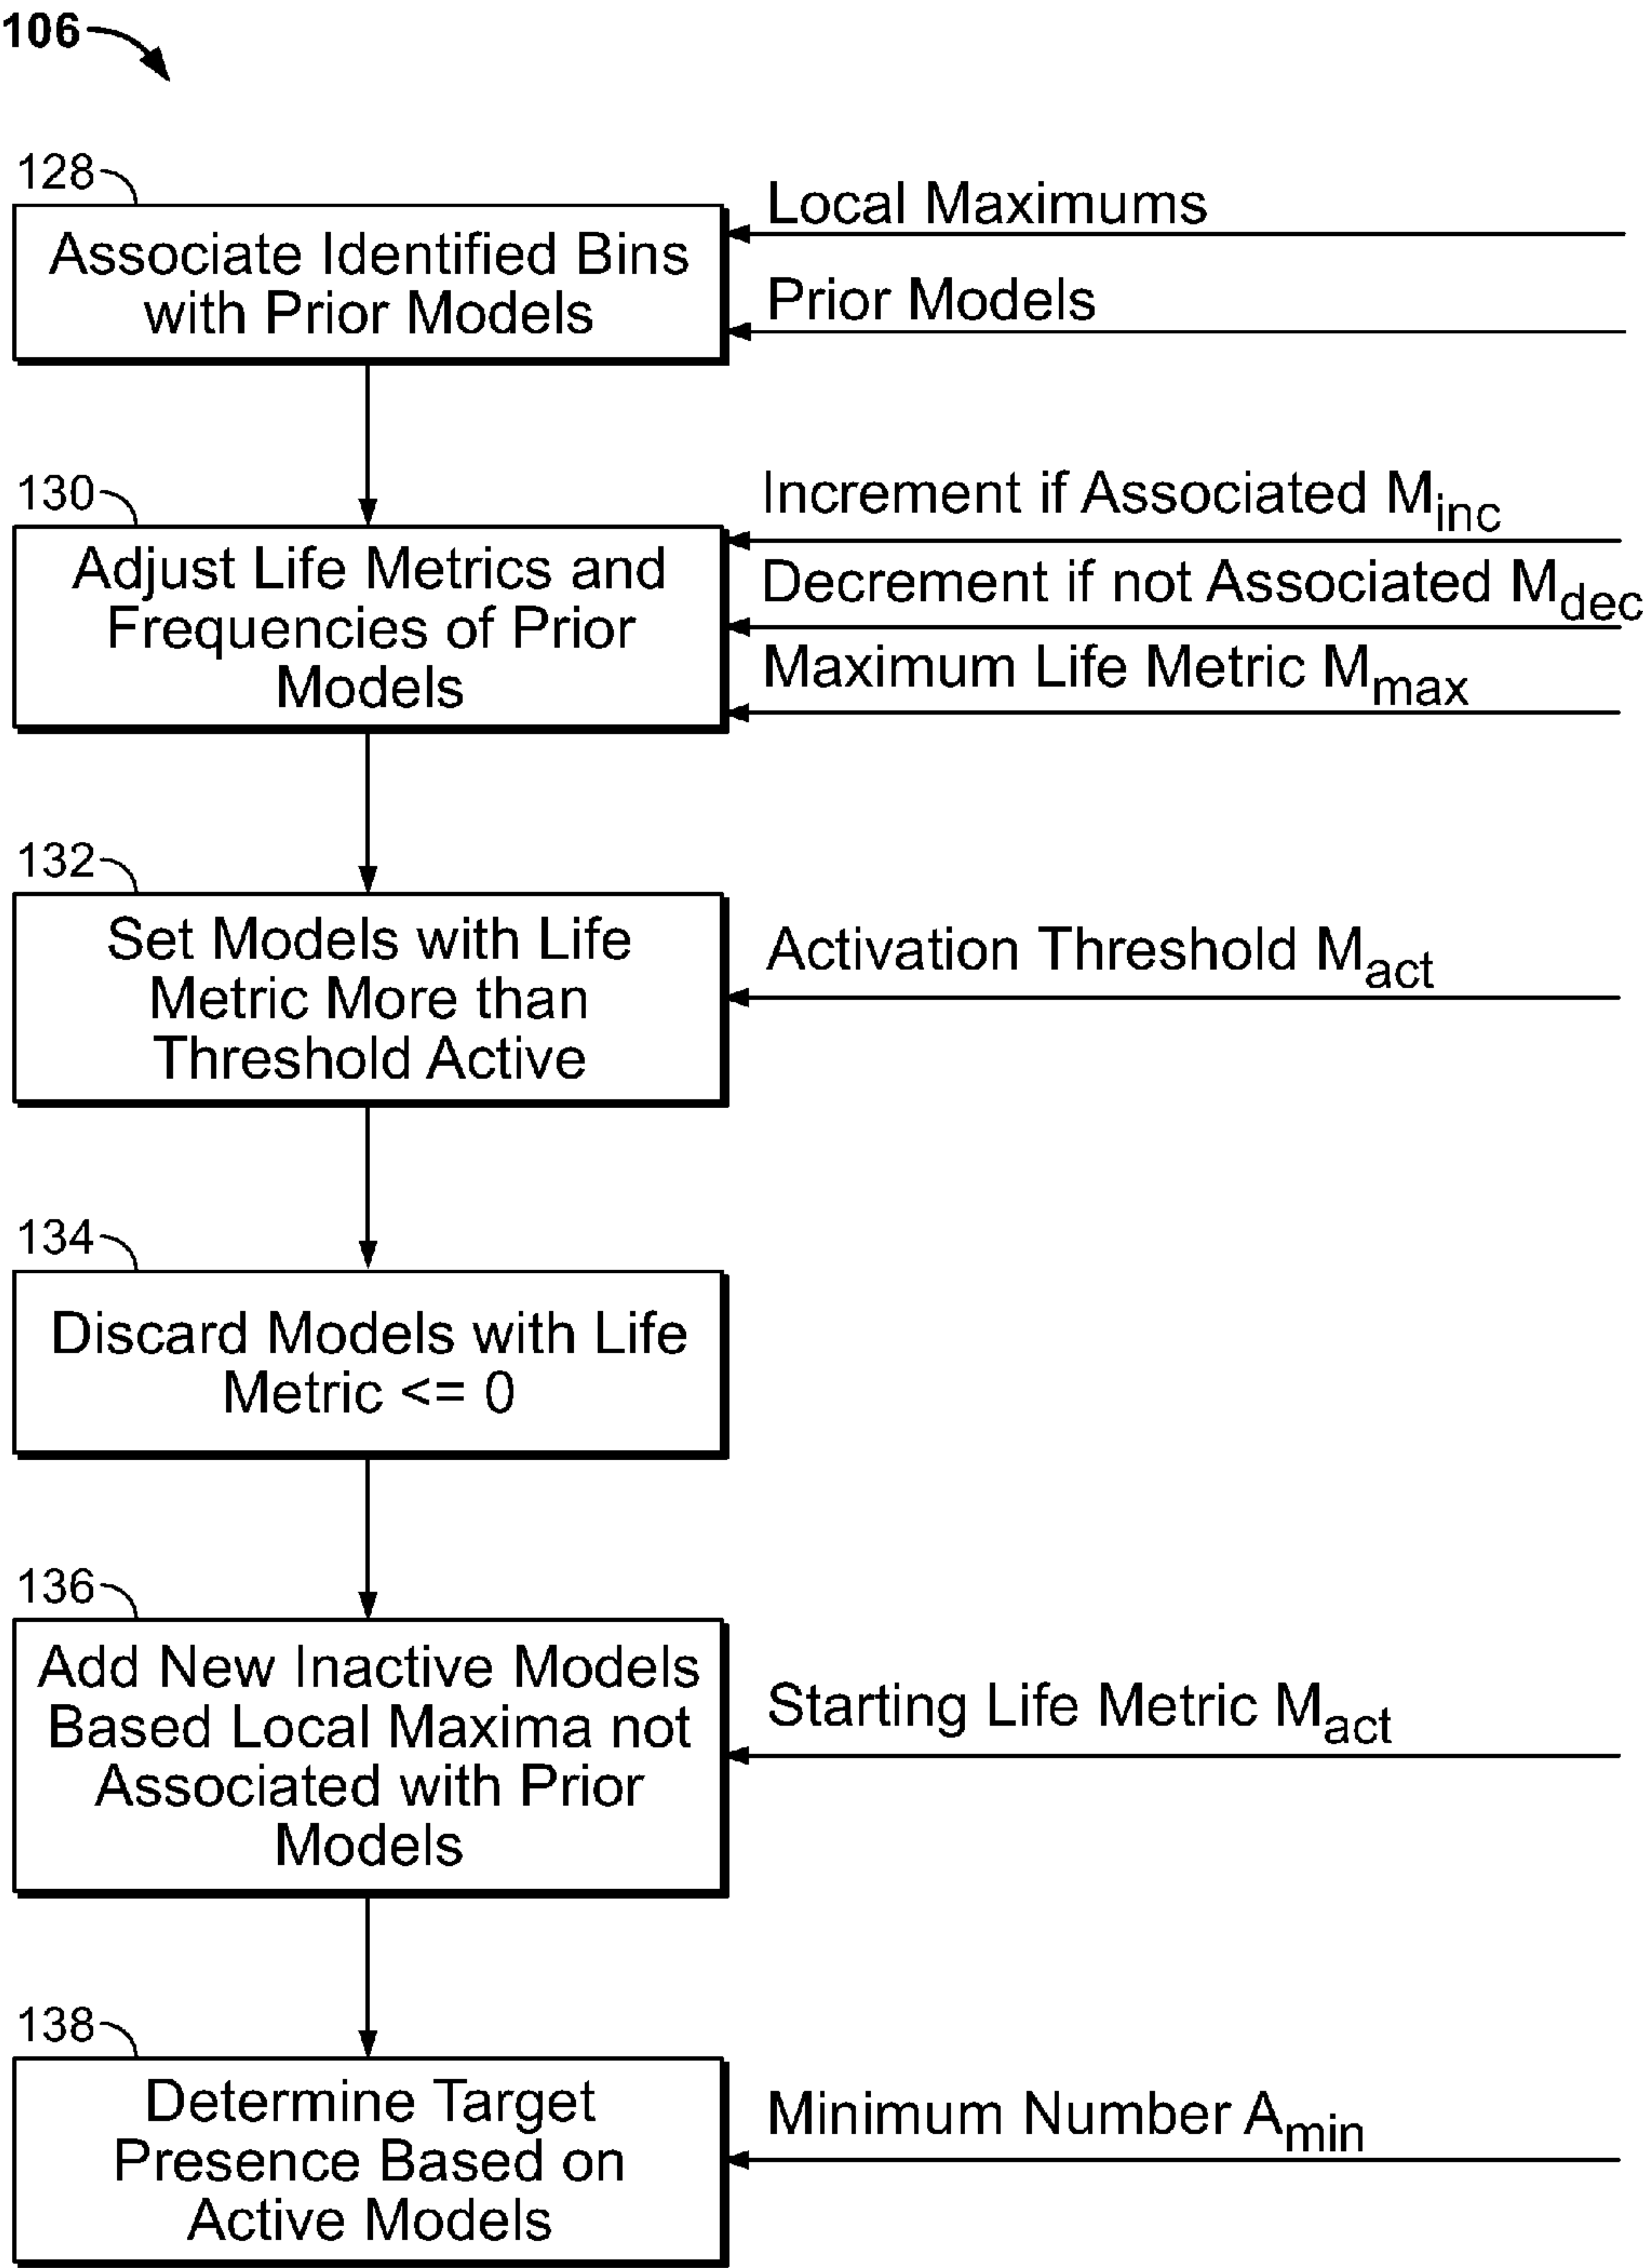 106
128
Associate Identified Bins
with Prior Models
Local Maximums
Prior Models
130
Adjust Life Metrics and
Frequencies of Prior
Models
Increment if Associated Minc
Decrement if not Associated Mdec
Maximum Life Metric Mmax
132
Set Models with Life
Metric More than
Threshold Active
Activation Threshold Mact
134
Discard Models with Life
Metric <= 0
136
Add New Inactive Models
Based Local Maxima not
Associated with Prior
Models
Starting Life Metric Mact
138
Determine Target
Presence Based on
Active Models
Minimum Number Amin